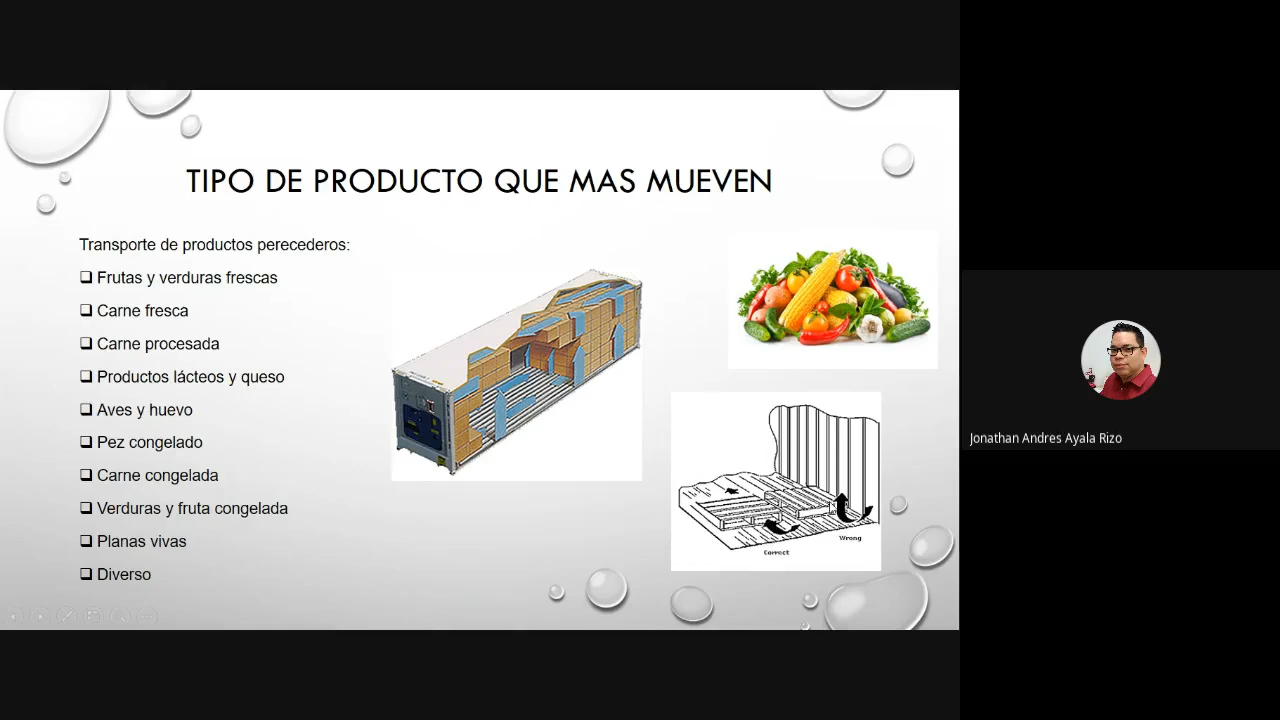 TIPO DE PRODUCTO QUE MAS MUEVEN
Transporte de productos perecederos:
Frutas y verduras frescas
Carne fresca
Carne procesada
Productos lácteos y queso
Aves y huevo
Pez congelado
Carne congelada
Verduras y fruta congelada
Planas vivas
Diverso
Correct
Wrong
Jonathan Andres Ayala Rizo